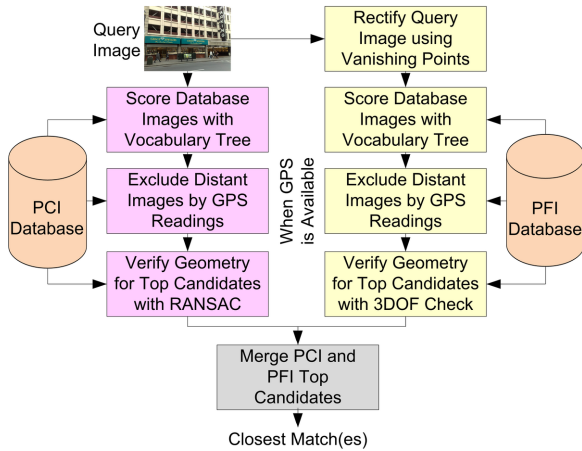 Query
Image
Rectify Query
Image using
Vanishing Points
Score Database
Images with
Vocabulary Tree
Score Database
Images with
Vocabulary Tree
PCI
Database
Exclude Distant
Images by GPS
Readings
When GPS
is Available
Exclude Distant
Images by GPS
Readings
PFI
Database
Verify Geometry
for Top Candidates
with RANSAC
Verify Geometry
for Top Candidates
with 3DOF Check
Merge PCI and
PFI Top
Candidates
Closest Match(es)